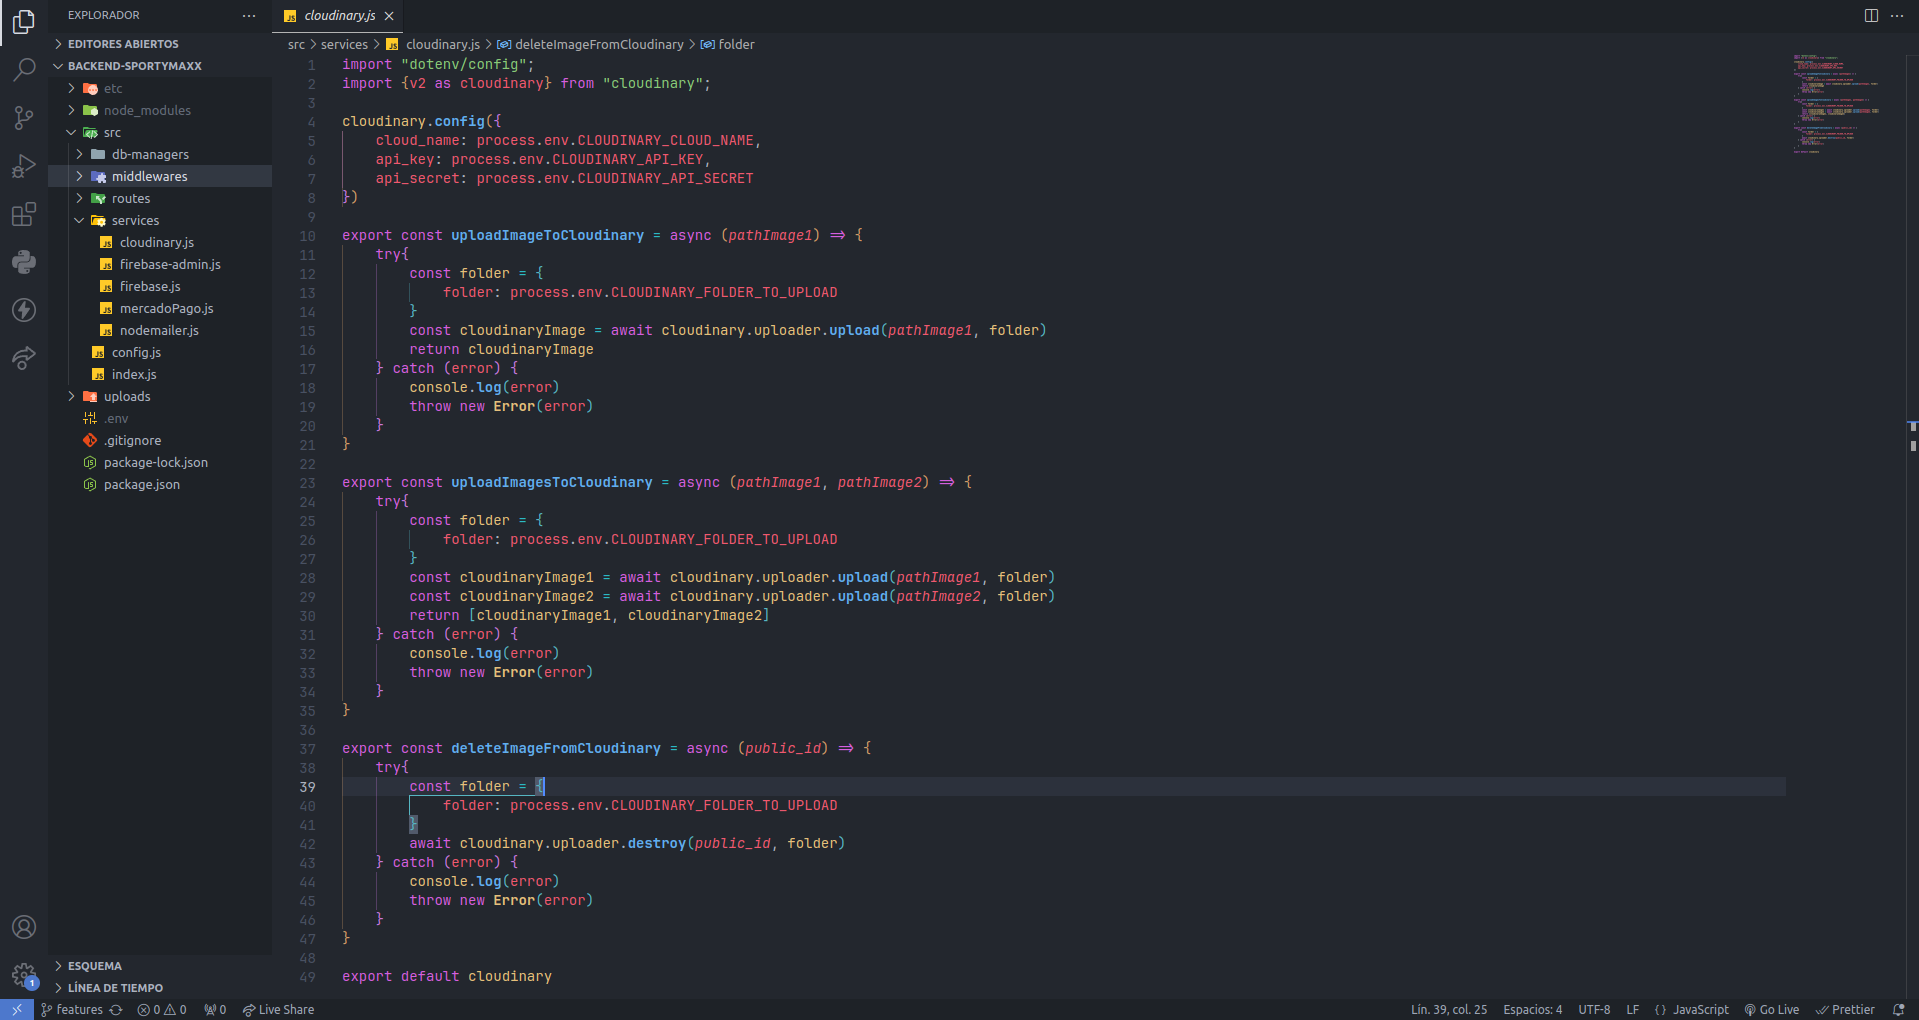 EXPLORADOR
EDITORES ABIERTOS
BACKEND-SPORTYMAXX
etc
node_modules
src
db-managers
middlewares
routes
services
cloudinary.js
firebase-admin.js
firebase.js
mercadoPago.js
nodemailer.js
config.js
index.js
uploads
.env
.gitignore
package-lock.json
package.json
ESQUEMA
LÍNEA DE TIEMPO
cloudinary.js
src > services > JS cloudinary.js > deleteImageFromCloudinary > folder
1 import "dotenv/config";
2 import {v2 as cloudinary} from "cloudinary";
3
4 cloudinary.config({
5     cloud_name: process.env.CLOUDINARY_CLOUD_NAME,
6     api_key: process.env.CLOUDINARY_API_KEY,
7     api_secret: process.env.CLOUDINARY_API_SECRET
8 })
9
10 export const uploadImageToCloudinary = async (pathImage1) => {
11     try{
12         const folder = {
13             folder: process.env.CLOUDINARY_FOLDER_TO_UPLOAD
14         }
15         const cloudinaryImage = await cloudinary.uploader.upload(pathImage1, folder)
16         return cloudinaryImage
17     } catch (error) {
18         console.log(error)
19         throw new Error(error)
20     }
21 }
22
23 export const uploadImagesToCloudinary = async (pathImage1, pathImage2) => {
24     try{
25         const folder = {
26             folder: process.env.CLOUDINARY_FOLDER_TO_UPLOAD
27         }
28         const cloudinaryImage1 = await cloudinary.uploader.upload(pathImage1, folder)
29         const cloudinaryImage2 = await cloudinary.uploader.upload(pathImage2, folder)
30         return [cloudinaryImage1, cloudinaryImage2]
31     } catch (error) {
32         console.log(error)
33         throw new Error(error)
34     }
35 }
36
37 export const deleteImageFromCloudinary = async (public_id) => {
38     try{
39         const folder = {
40             folder: process.env.CLOUDINARY_FOLDER_TO_UPLOAD
41         }
42         await cloudinary.uploader.destroy(public_id, folder)
43     } catch (error) {
44         console.log(error)
45         throw new Error(error)
46     }
47 }
48
49 export default cloudinary
1
features 0 0 0 Live Share Lin. 39, col. 25 Espacios: 4 UTF-8 LF {} JavaScript Go Live Prettier